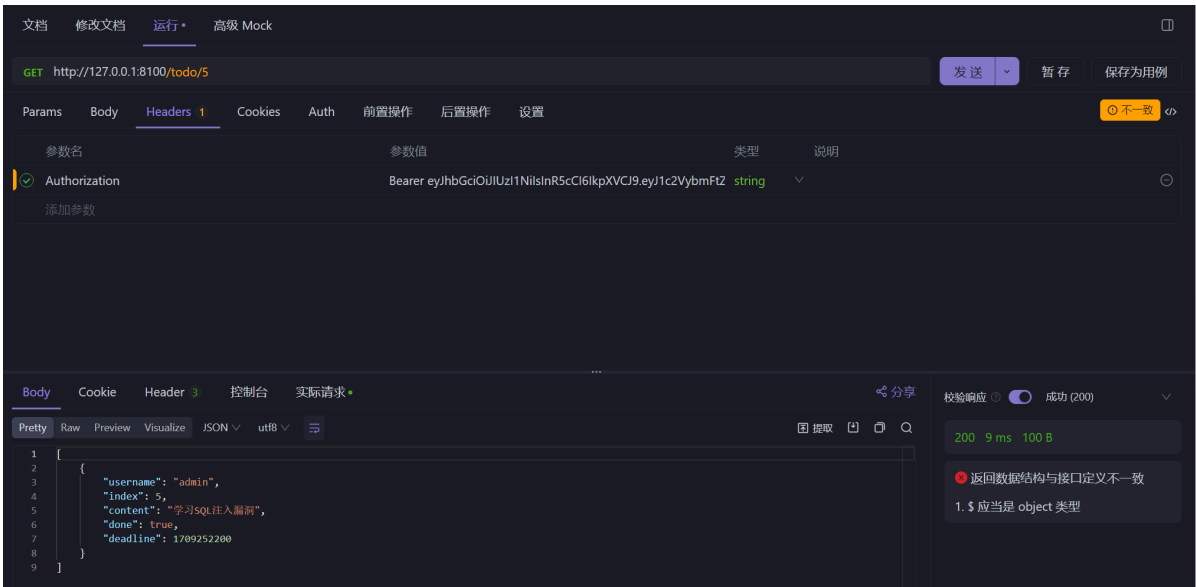 文档 修改文档 运行 高级 Mock
GET http://127.0.0.1:8100/todo/5 发 送 暂 存 保存为用例
Params Body Headers 1 Cookies Auth 前置操作 后置操作 设置 不一致
参数名 参数值 类型 说明
Authorization Bearer eyJhbGciOiJIUzI1NiIsInR5cCI6IkpXVCJ9.eyJ1c2VybmFtZ string
添加参数
Body Cookie Header 3 控制台 实际请求 分享 校验响应 成功 (200)
Pretty Raw Preview Visualize JSON utf8 提取
200 9 ms 100 B
1 [
2 {
3 "username": "admin",
4 "index": 5,
5 "content": "学习SQL注入漏洞",
6 "done": true,
7 "deadline": 1709252200
8 }
9 ]
返回数据结构与接口定义不一致
1. $ 应当是 object 类型